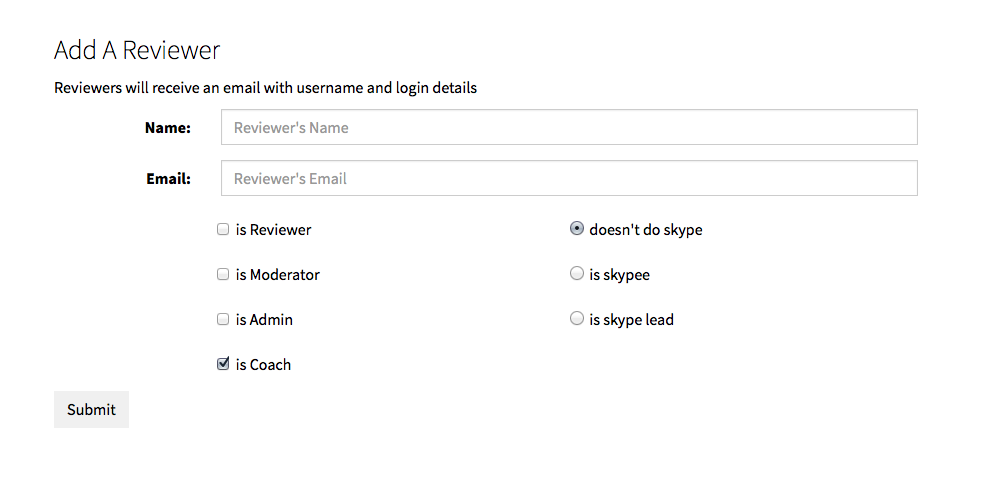 Add A Reviewer
Reviewers will receive an email with username and login details
Name: Reviewer's Name
Email: Reviewer's Email
is Reviewer doesn't do skype
is Moderator is skypee
is Admin is skype lead
is Coach
Submit